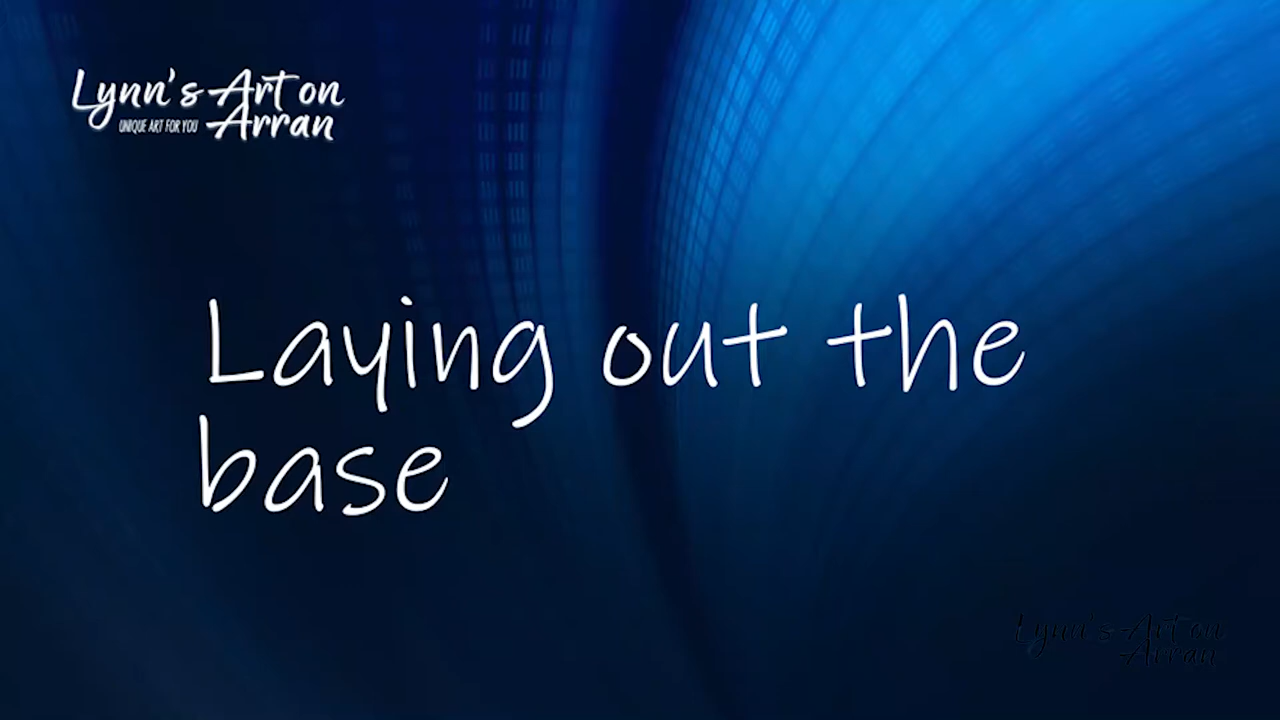 Lynn's Art on
UNIQUE ART FOR YOU Arran
Laying out the
base
Lynn's Art on
Arran